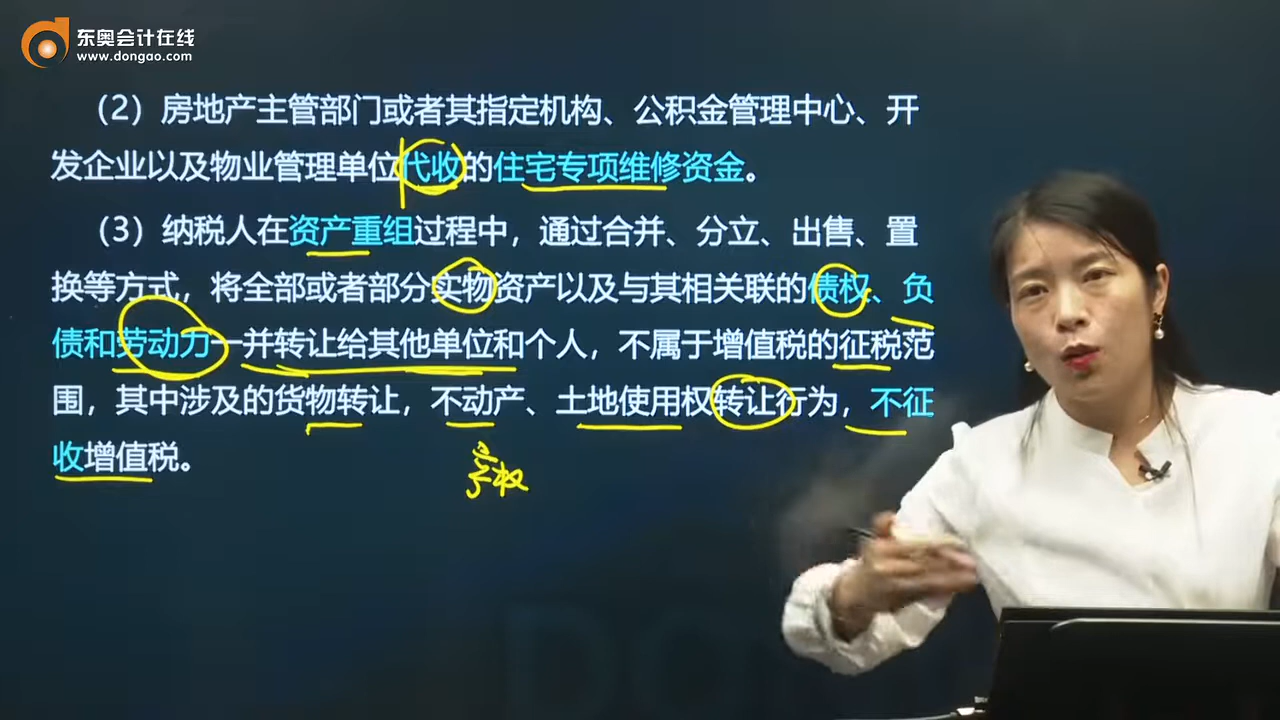 东奥会计在线
www.dongao.com
（2）房地产主管部门或者其指定机构、公积金管理中心、开
发企业以及物业管理单位代收的住宅专项维修资金。
（3）纳税人在资产重组过程中，通过合并、分立、出售、置
换等方式，将全部或者部分实物资产以及与其相关联的债权、负
债和劳动力一并转让给其他单位和个人，不属于增值税的征税范
围，其中涉及的货物转让，不动产、土地使用权转让行为，不征
收增值税。